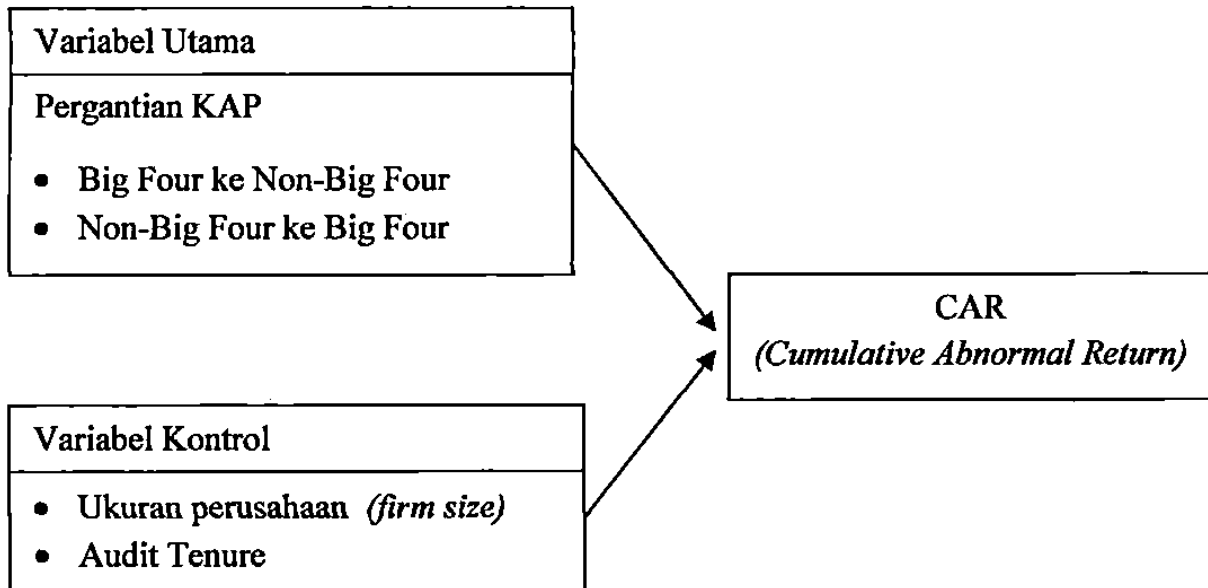 Variabel Utama
Pergantian KAP
• Big Four ke Non-Big Four
• Non-Big Four ke Big Four
CAR
(Cumulative Abnormal Return)
Variabel Kontrol
• Ukuran perusahaan (firm size)
• Audit Tenure